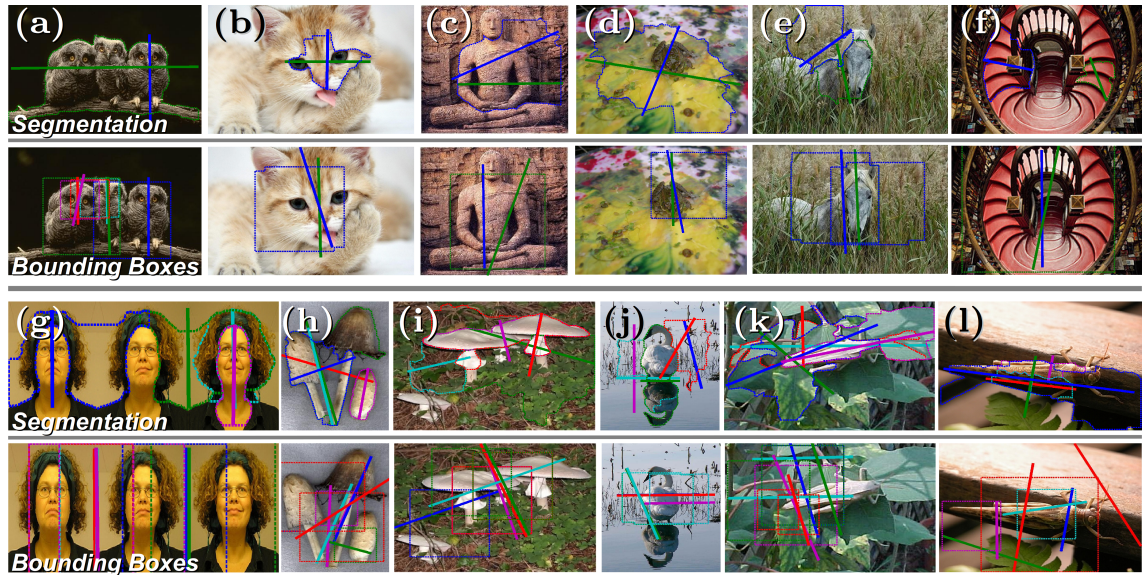 (a) (b) (c) (d) (e) (f)
Segmentation
Bounding Boxes
(g) (h) (i) (j) (k) (l)
Segmentation
Bounding Boxes